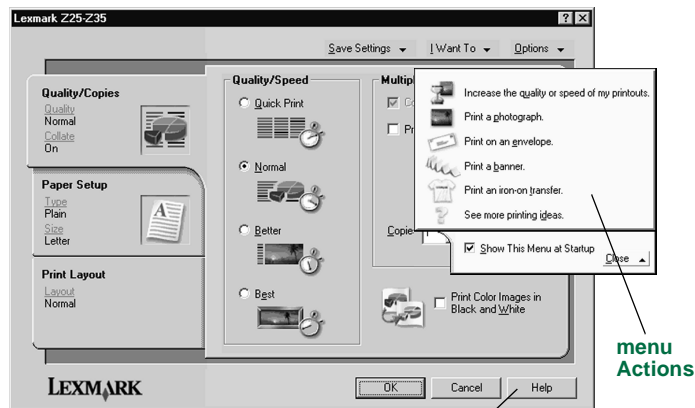 Lexmark Z25-Z35
Save Settings
I Want To
Options
Quality/Copies
Quality
Normal
Collate
On
Paper Setup
Type
Plain
Size
Letter
Print Layout
Layout
Normal
Quality/Speed
Quick Print
Normal
Better
Best
Multipl
Co
Pr
Copie
1
Increase the quality or speed of my printouts.
Print a photograph.
Print on an envelope.
Print a banner.
Print an iron-on transfer.
See more printing ideas.
Show This Menu at Startup
Close
Print Color Images in
Black and White
menu
Actions
LEXMARK
OK
Cancel
Help